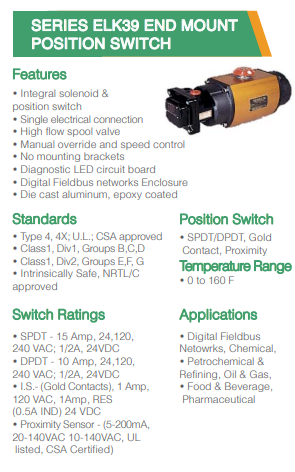 SERIES ELK39 END MOUNT
POSITION SWITCH
Features
• Integral solenoid &
position switch
• Single electrical connection
• High flow spool valve
• Manual override and speed control
• No mounting brackets
• Diagnostic LED circuit board
• Digital Fieldbus networks Enclosure
• Die cast aluminum, epoxy coated
Standards
• Type 4, 4X; U.L.; CSA approved
• Class1, Div1, Groups B,C,D
• Class1, Div2, Groups E,F, G
• Intrinsically Safe, NRTL/C
approved
Position Switch
• SPDT/DPDT, Gold
Contact, Proximity
Temperature Range
• 0 to 160 F
Switch Ratings
• SPDT - 15 Amp, 24,120,
240 VAC; 1/2A, 24VDC
• DPDT - 10 Amp, 24,120,
240 VAC; 1/2A, 24VDC
• I.S.- (Gold Contacts), 1 Amp,
120 VAC, 1Amp, RES
(0.5A IND) 24 VDC
• Proximity Sensor - (5-200mA,
20-140VAC 10-140VAC, UL
listed, CSA Certified)
Applications
• Digital Fieldbus
Netowrks, Chemical,
• Petrochemical &
Refining, Oil & Gas,
• Food & Beverage,
Pharmaceutical